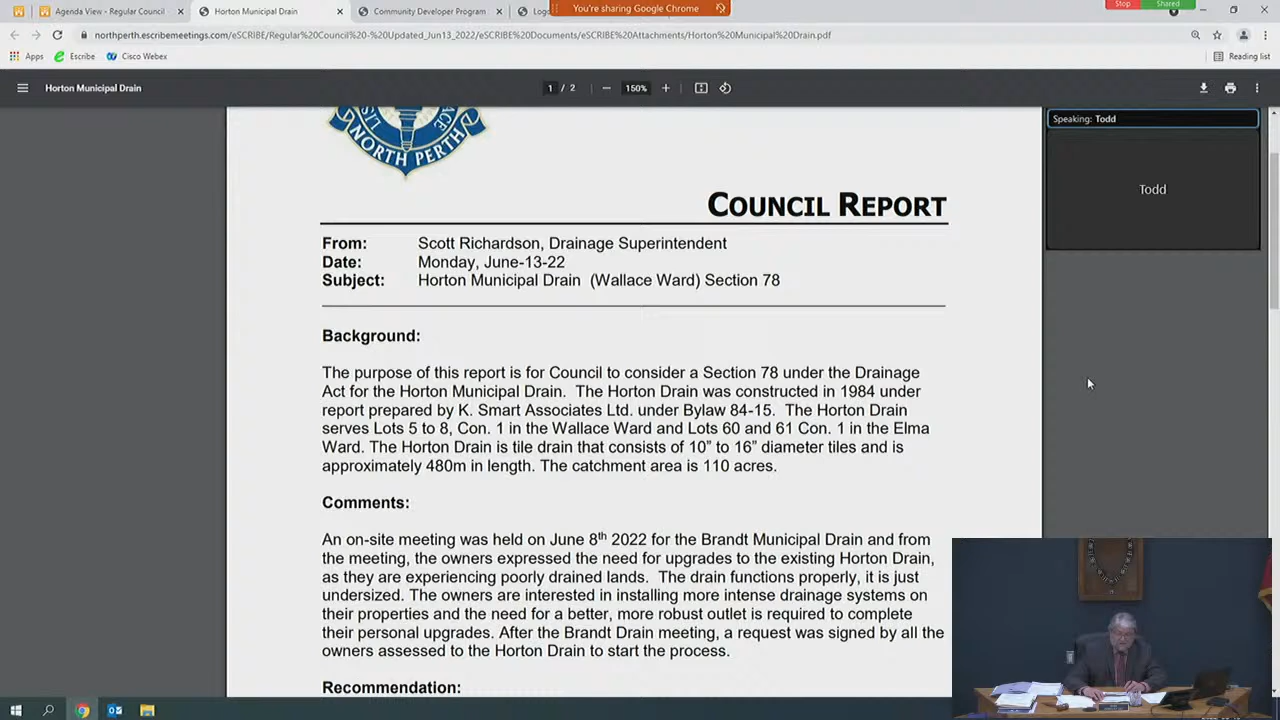 Agenda View - Regular Council
Horton Municipal Drain
Community Developer Program
You're sharing Google Chrome
Stop
Shared
northperth.escribemeetings.com/eSCRIBE/Regular%20Council%20-%20Updated_Jun13_2022/eSCRIBE%20Documents/eSCRIBE%20Attachments/Horton%20Municipal%20Drain.pdf
Apps
Escribe
Cisco Webex
Reading list
Horton Municipal Drain
1 / 2
150%
NORTH PERTH
Speaking: Todd
Todd
COUNCIL REPORT
From: Scott Richardson, Drainage Superintendent
Date: Monday, June-13-22
Subject: Horton Municipal Drain (Wallace Ward) Section 78
Background:
The purpose of this report is for Council to consider a Section 78 under the Drainage
Act for the Horton Municipal Drain. The Horton Drain was constructed in 1984 under
report prepared by K. Smart Associates Ltd. under Bylaw 84-15. The Horton Drain
serves Lots 5 to 8, Con. 1 in the Wallace Ward and Lots 60 and 61 Con. 1 in the Elma
Ward. The Horton Drain is tile drain that consists of 10” to 16” diameter tiles and is
approximately 480m in length. The catchment area is 110 acres.
Comments:
An on-site meeting was held on June 8th 2022 for the Brandt Municipal Drain and from
the meeting, the owners expressed the need for upgrades to the existing Horton Drain,
as they are experiencing poorly drained lands. The drain functions properly, it is just
undersized. The owners are interested in installing more intense drainage systems on
their properties and the need for a better, more robust outlet is required to complete
their personal upgrades. After the Brandt Drain meeting, a request was signed by all the
owners assessed to the Horton Drain to start the process.
Recommendation: